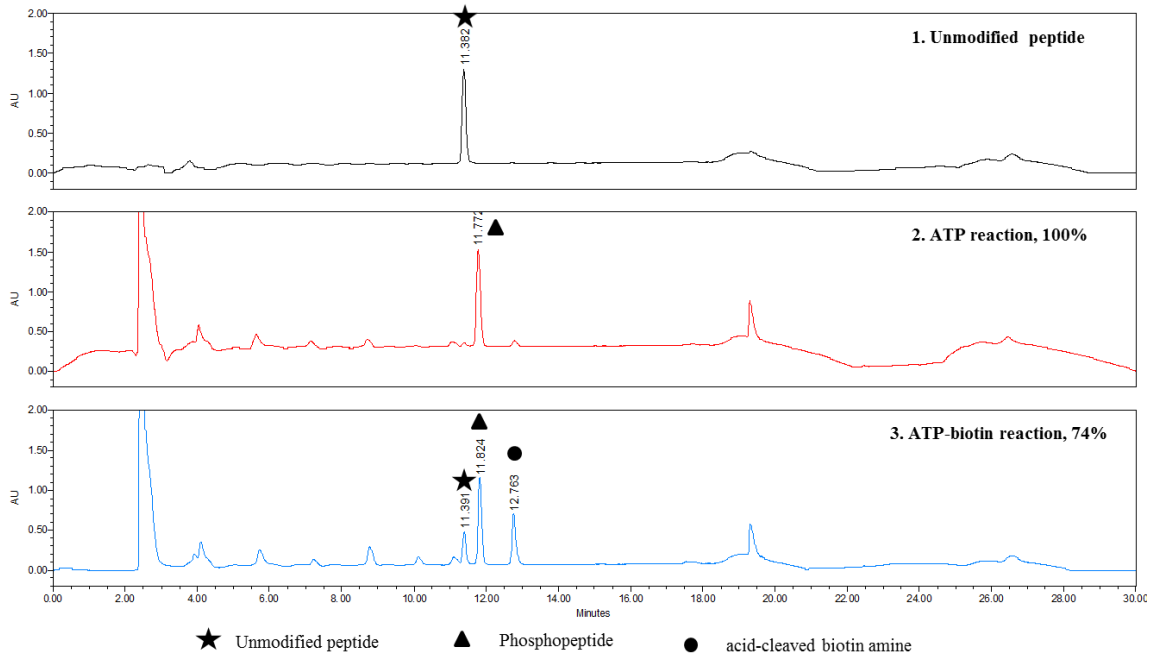 2.00
1.50
1.00
0.50
0.00
AU
11.382
1. Unmodified peptide
2.00
1.50
1.00
0.50
0.00
AU
11.772
2. ATP reaction, 100%
2.00
1.50
1.00
0.50
0.00
AU
11.391
11.824
12.763
3. ATP-biotin reaction, 74%
0.00 2.00 4.00 6.00 8.00 10.00 12.00 14.00 16.00 18.00 20.00 22.00 24.00 26.00 28.00 30.00
Minutes
Unmodified peptide Phosphopeptide acid-cleaved biotin amine